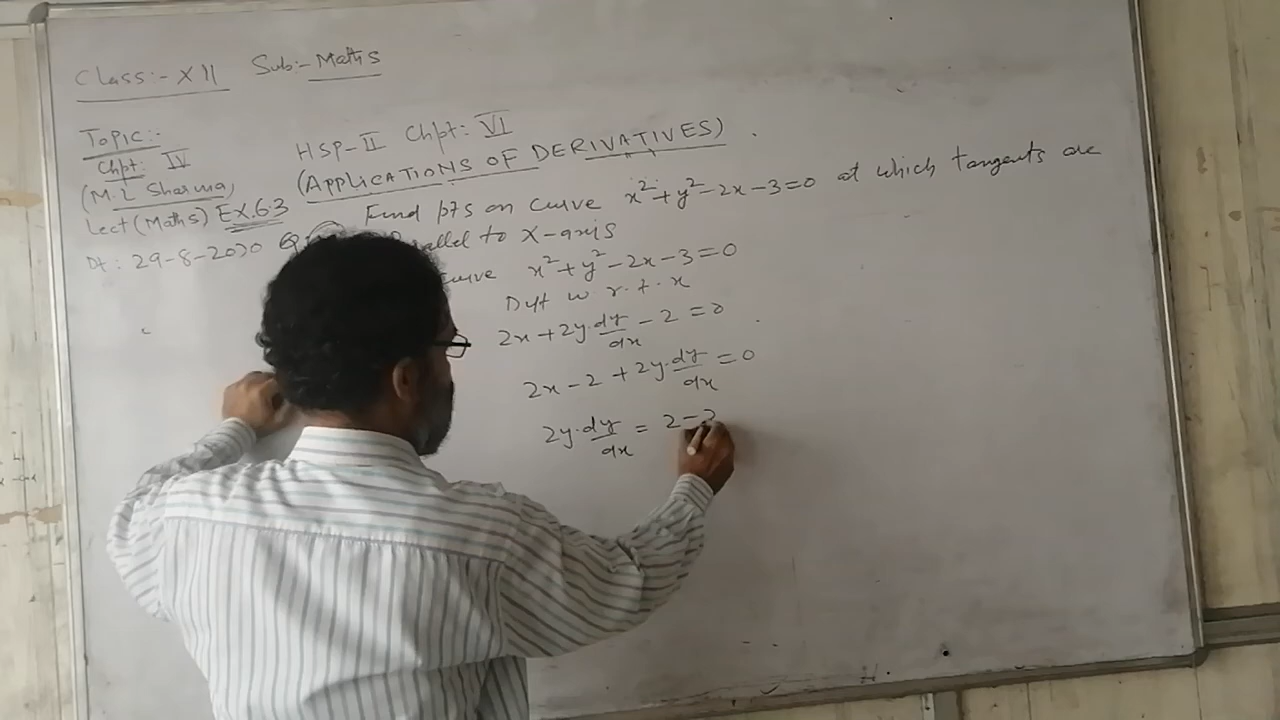 Class:- XII Sub:- Maths
Topic:-
Chpt: IV
(M.L Sharma)
Lect (Maths)
Dt: 29-8-2020
HSP-II Chpt: VI
(APPLICATIONS OF DERIVATIVES)
EX.6.3
Find pts on curve x²+y²-2x-3=0 at which tangents are
to X-axis
curve x²+y²-2x-3=0
Diff w.r.t.x
2x+2y.dy/dx-2=0
2x-2+2y.dy/dx=0
2y.dy/dx=2-2